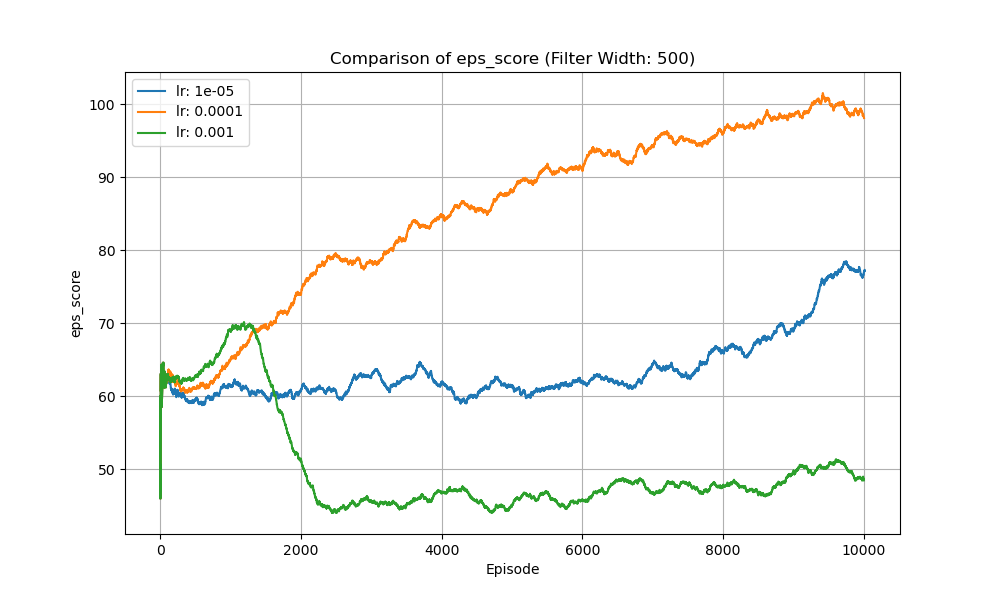 Comparison of eps_score (Filter Width: 500)
lr: 1e-05
lr: 0.0001
lr: 0.001
eps_score
100
90
80
70
60
50
0 2000 4000 6000 8000 10000
Episode